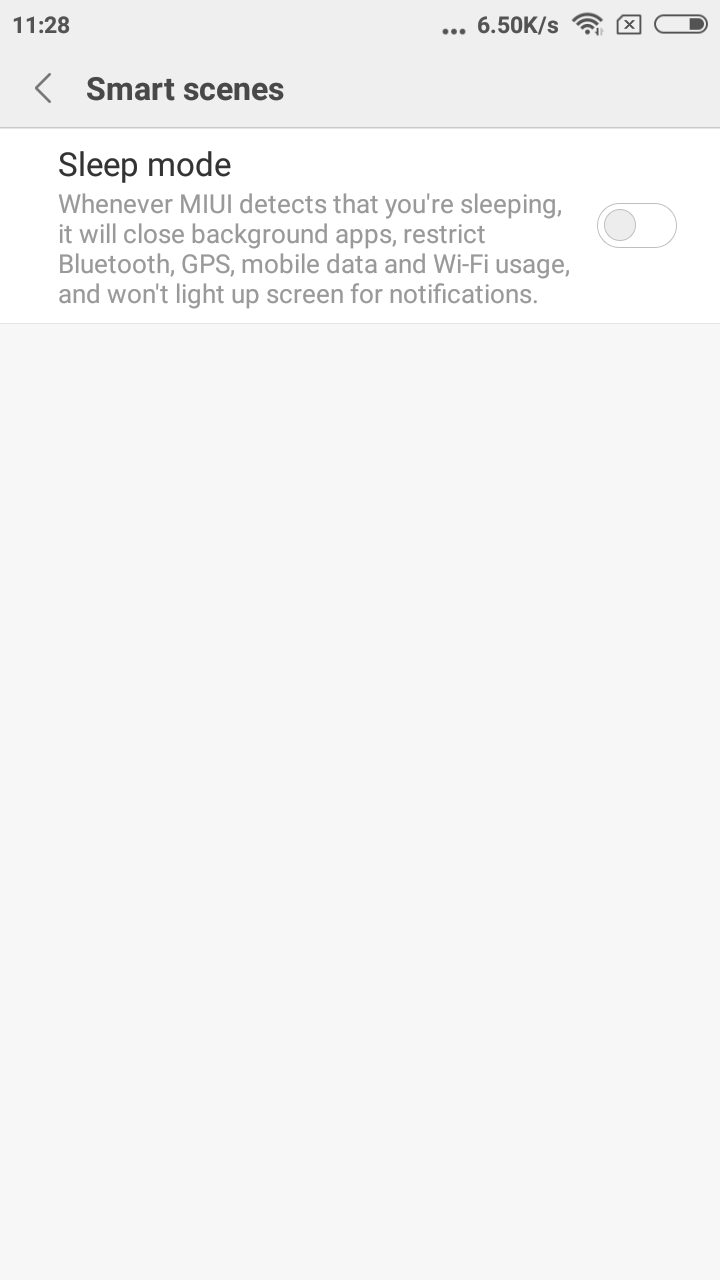 11:28 ... 6.50K/s
Smart scenes
Sleep mode
Whenever MIUI detects that you're sleeping,
it will close background apps, restrict
Bluetooth, GPS, mobile data and Wi-Fi usage,
and won't light up screen for notifications.